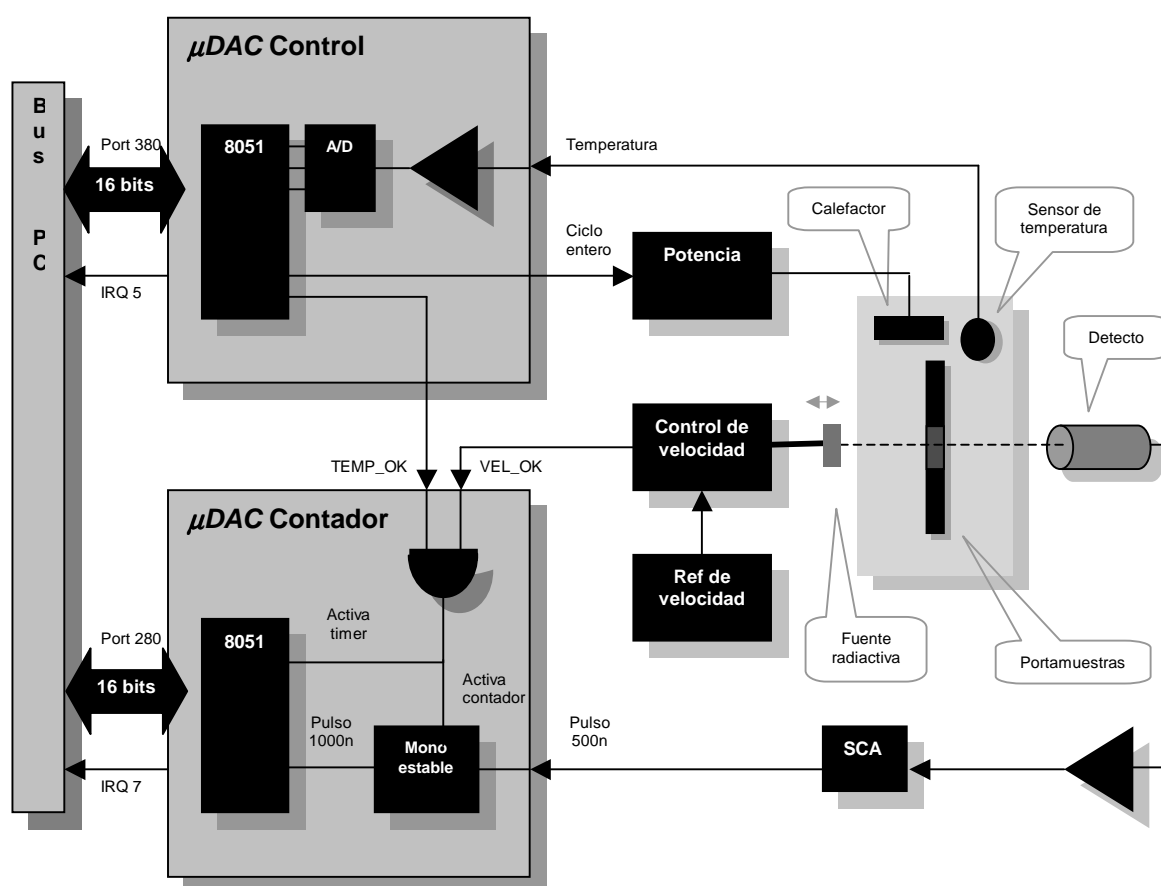 μDAC Control
B
u
s
P
C
Port 380
16 bits
IRQ 5
8051
A/D
Temperatura
Ciclo
entero
Potencia
Calefactor
Sensor de
temperatura
Detecto
Control de
velocidad
TEMP_OK
VEL_OK
μDAC Contador
Ref de
velocidad
Activa
timer
Fuente
radiactiva
Portamuestras
Port 280
16 bits
IRQ 7
8051
Activa
contador
Pulso
1000n
Mono
estable
Pulso
500n
SCA